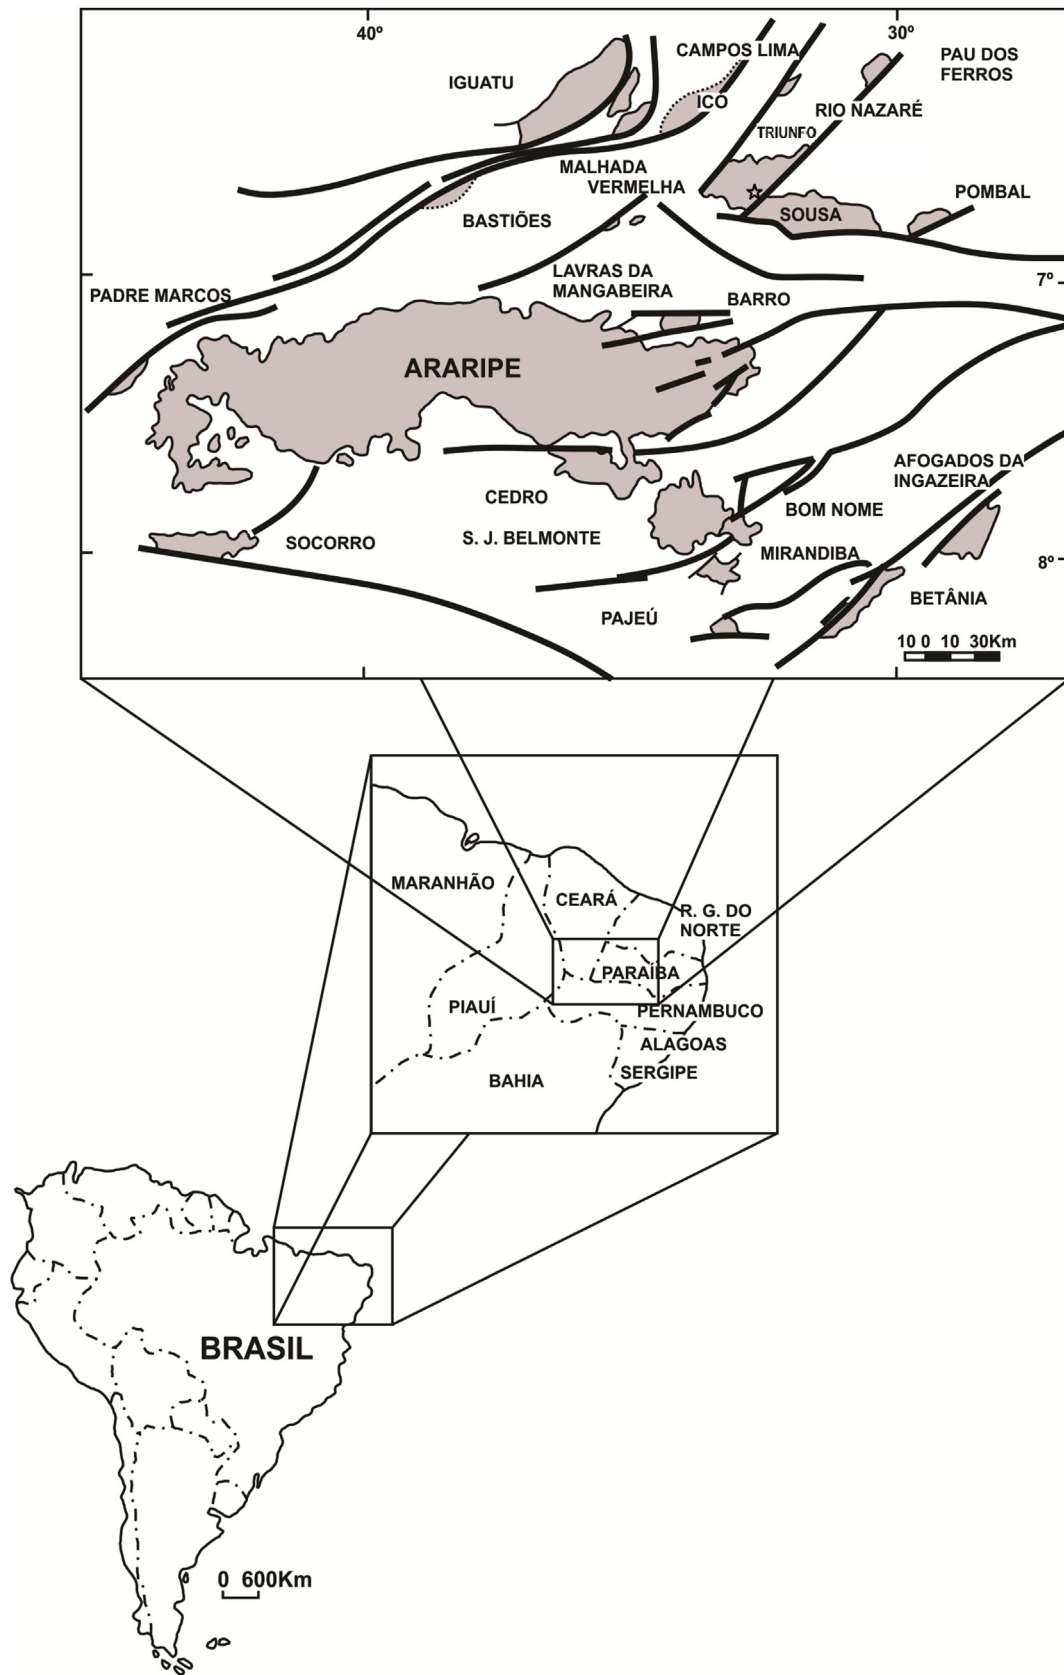 40º
30º
CAMPOS LIMA
PAU DOS
FERROS
IGUATU
ICÓ
RIO NAZARÉ
TRIUNFO
MALHADA
VERMELHA
POMBAL
BASTIÕES
SOUSA
LAVRAS DA
MANGABEIRA
7º
PADRE MARCOS
BARRO
ARARIPE
AFOGADOS DA
INGAZEIRA
CEDRO
BOM NOME
SOCORRO
S. J. BELMONTE
MIRANDIBA
8º
BETÂNIA
PAJEÚ
10 0 10 30Km
MARANHÃO
CEARÁ
R. G. DO
NORTE
PARAÍBA
PIAUÍ
PERNAMBUCO
ALAGOAS
BAHIA
SERGIPE
BRASIL
0 600Km